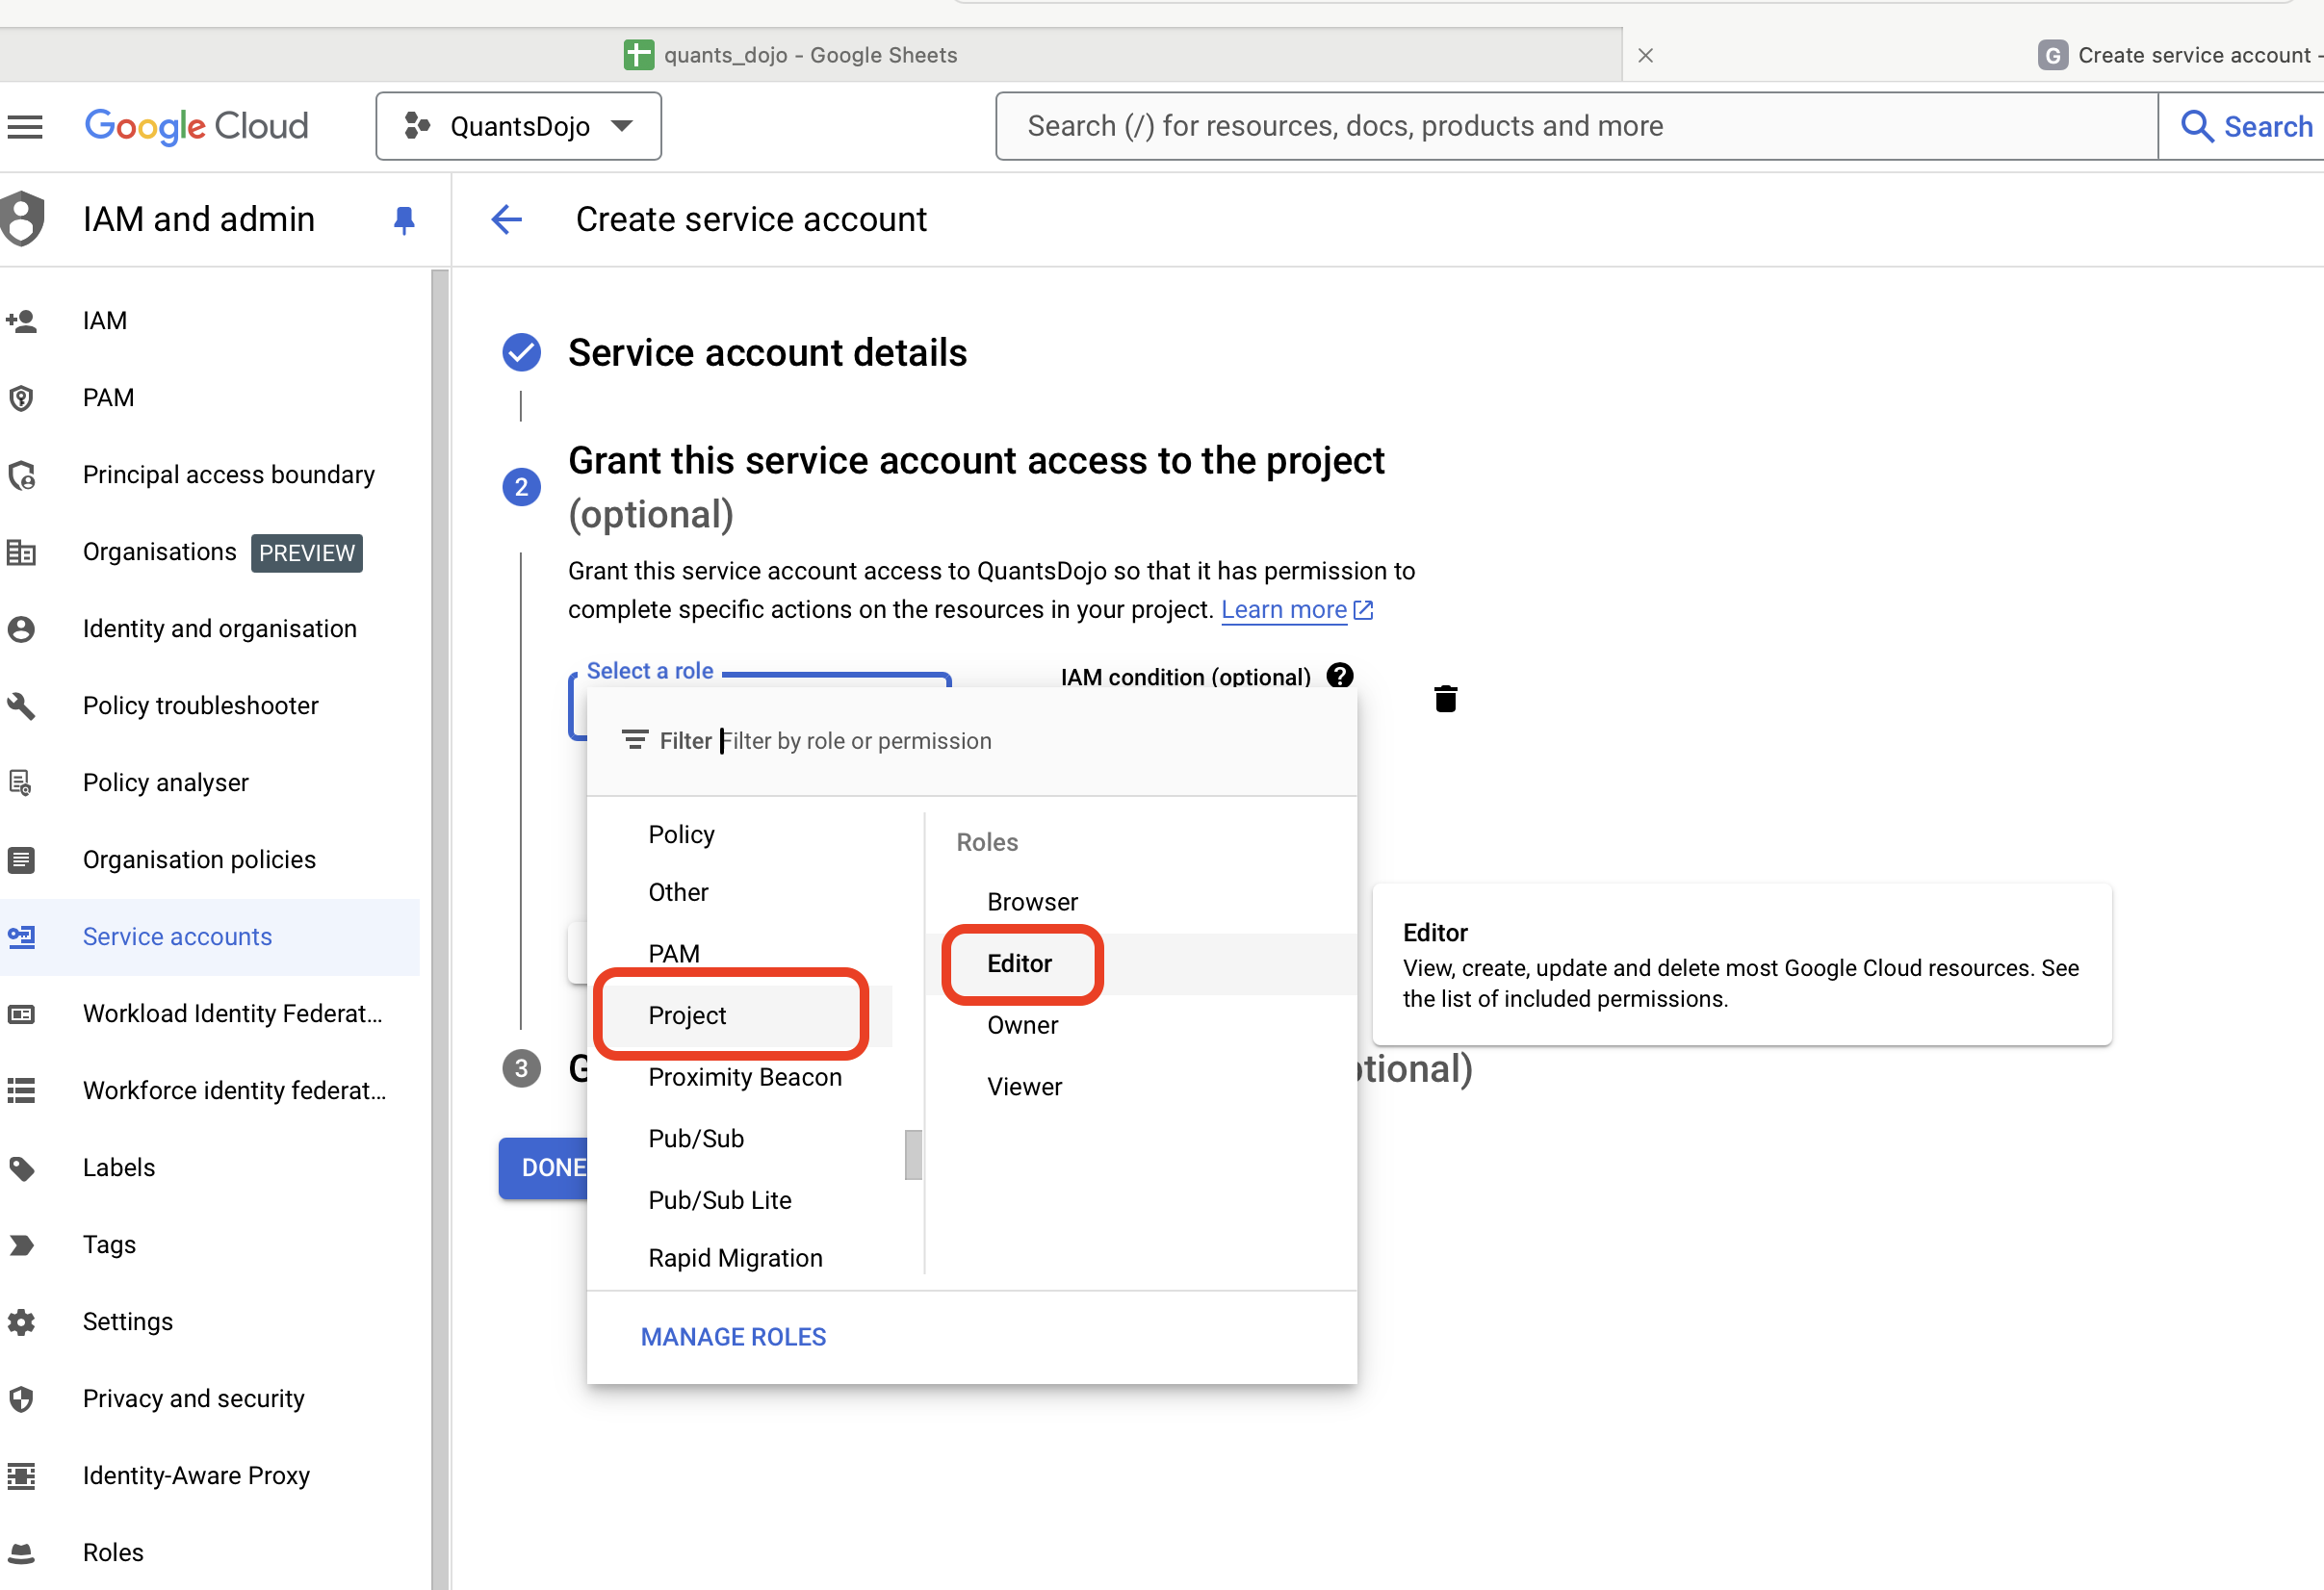 quants_dojo - Google Sheets
G Create service account -
Google Cloud
QuantsDojo
Search (/) for resources, docs, products and more
Search
IAM and admin
Create service account
IAM
PAM
Principal access boundary
Organisations PREVIEW
Identity and organisation
Policy troubleshooter
Policy analyser
Organisation policies
Service accounts
Workload Identity Federat...
Workforce identity federat...
Labels
Tags
Settings
Privacy and security
Identity-Aware Proxy
Roles
Service account details
2
Grant this service account access to the project
(optional)
Grant this service account access to QuantsDojo so that it has permission to
complete specific actions on the resources in your project. Learn more
Select a role
IAM condition (optional) ?
Filter Filter by role or permission
Policy
Other
PAM
Project
Proximity Beacon
Pub/Sub
Pub/Sub Lite
Rapid Migration
Roles
Browser
Editor
Owner
Viewer
MANAGE ROLES
Editor
View, create, update and delete most Google Cloud resources. See
the list of included permissions.
3
DONE